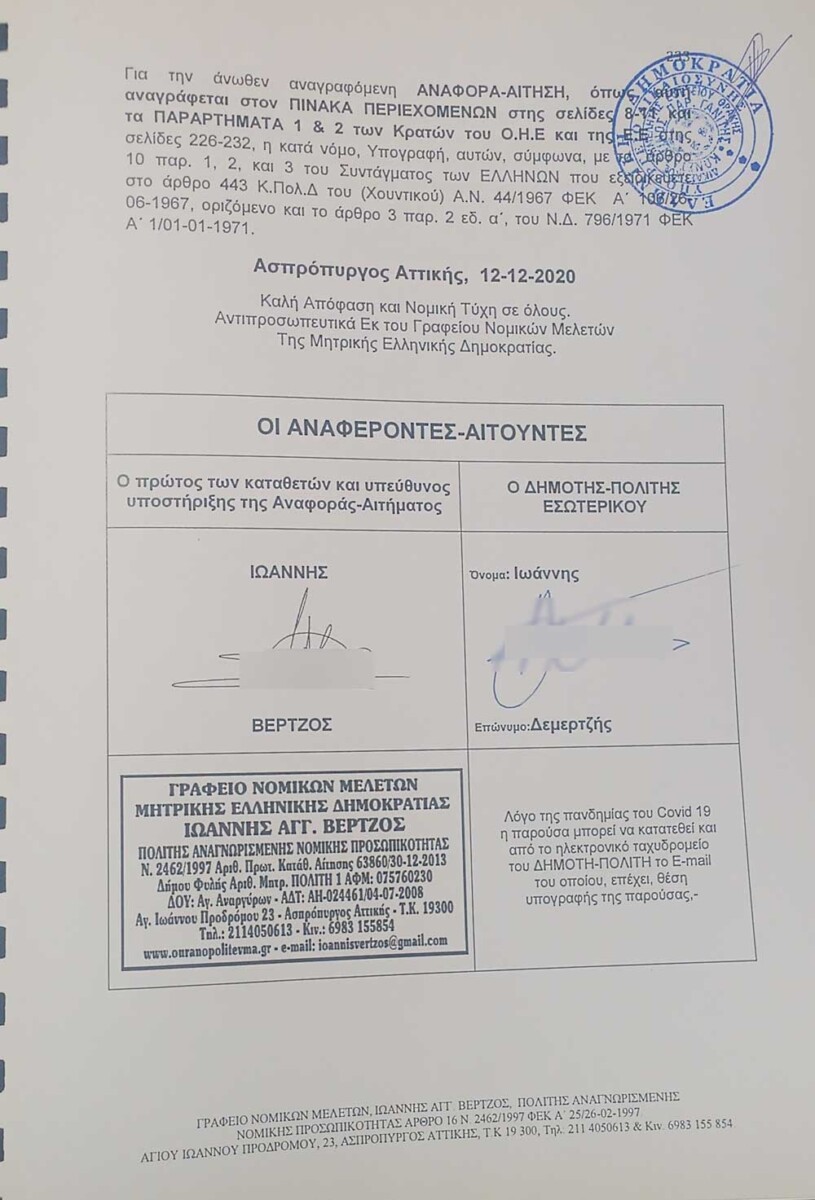 233
Για την άνωθεν αναγραφόμενη ΑΝΑΦΟΡΑ-ΑΙΤΗΣΗ, όπως αυτή
αναγράφεται στον ΠΙΝΑΚΑ ΠΕΡΙΕΧΟΜΕΝΩΝ στης σελίδες 8-11 και
τα ΠΑΡΑΡΤΗΜΑΤΑ 1 & 2 των Κρατών του Ο.Η.Ε και της Ε.Ε στης
σελίδες 226-232, η κατά νόμο, Υπογραφή, αυτών, σύμφωνα, με το άρθρο
10 παρ. 1, 2, και 3 του Συντάγματος των ΕΛΛΗΝΩΝ που εξειδικεύετε
στο άρθρο 443 Κ.Πολ.Δ του (Χουντικού) Α.Ν. 44/1967 ΦΕΚ Α΄ 106/26-
06-1967, οριζόμενο και το άρθρο 3 παρ. 2 εδ. α΄, του Ν.Δ. 796/1971 ΦΕΚ
Α΄ 1/01-01-1971.
Ασπρόπυργος Αττικής, 12-12-2020
Καλή Απόφαση και Νομική Τύχη σε όλους.
Αντιπροσωπευτικά Εκ του Γραφείου Νομικών Μελετών
Της Μητρικής Ελληνικής Δημοκρατίας.
ΟΙ ΑΝΑΦΕΡΟΝΤΕΣ-ΑΙΤΟΥΝΤΕΣ
Ο πρώτος των καταθετών και υπεύθυνος
υποστήριξης της Αναφοράς-Αιτήματος
Ο ΔΗΜΟΤΗΣ-ΠΟΛΙΤΗΣ
ΕΣΩΤΕΡΙΚΟΥ
ΙΩΑΝΝΗΣ
ΒΕΡΤΖΟΣ
Όνομα: Ιωάννης
Επώνυμο:Δεμερτζής
ΓΡΑΦΕΙΟ ΝΟΜΙΚΩΝ ΜΕΛΕΤΩΝ
ΜΗΤΡΙΚΗΣ ΕΛΛΗΝΙΚΗΣ ΔΗΜΟΚΡΑΤΙΑΣ
ΙΩΑΝΝΗΣ ΑΓΓ. ΒΕΡΤΖΟΣ
ΠΟΛΙΤΗΣ ΑΝΑΓΝΩΡΙΣΜΕΝΗΣ ΝΟΜΙΚΗΣ ΠΡΟΣΩΠΙΚΟΤΗΤΑΣ
Ν. 2462/1997 Αριθ. Πρωτ. Κατάθ. Αίτησης 63860/30-12-2013
Δήμου Φυλής Αριθ. Μητρ. ΠΟΛΙΤΗ 1 ΑΦΜ: 075760230
ΔΟΥ: Αγ. Αναργύρων - ΑΔΤ: ΑΗ-024461/04-07-2008
Αγ. Ιωάννου Προδρόμου 23 - Ασπρόπυργος Αττικής - Τ.Κ. 19300
Τηλ.: 2114050613 - Κιν.: 6983 155854
www.ouranopolitevma.gr - e-mail: ioannisvertzos@gmail.com
Λόγο της πανδημίας του Covid 19
η παρούσα μπορεί να κατατεθεί και
από το ηλεκτρονικό ταχυδρομείο
του ΔΗΜΟΤΗ-ΠΟΛΙΤΗ το E-mail
του οποίου, επέχει, θέση
υπογραφής της παρούσας,-
ΓΡΑΦΕΙΟ ΝΟΜΙΚΩΝ ΜΕΛΕΤΩΝ, ΙΩΑΝΝΗΣ ΑΓΓ. ΒΕΡΤΖΟΣ, ΠΟΛΙΤΗΣ ΑΝΑΓΝΩΡΙΣΜΕΝΗΣ
ΝΟΜΙΚΗΣ ΠΡΟΣΩΠΙΚΟΤΗΤΑΣ ΑΡΘΡΟ 16 Ν. 2462/1997 ΦΕΚ Α΄ 25/26-02-1997
ΑΓΙΟΥ ΙΩΑΝΝΟΥ ΠΡΟΔΡΟΜΟΥ, 23, ΑΣΠΡΟΠΥΡΓΟΣ ΑΤΤΙΚΗΣ, Τ.Κ 19 300, Τηλ. 211 4050613 & Κιν. 6983 155 854